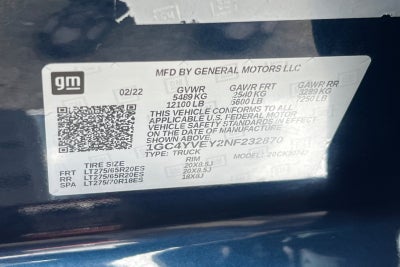 gm
MFD BY GENERAL MOTORS LLC
02/22 GVWR GAWR FRT GAWR RR
5489 KG 2540 KG 3289 KG
12100 LB 5600 LB 7250 LB
THIS VEHICLE CONFORMS TO ALL
APPLICABLE U.S. FEDERAL MOTOR
VEHICLE SAFETY STANDARDS IN EFFECT
ON THE DATE OF MANUFACTURE
SHOWN ABOVE.
1GC4YVEY2NF232870
TYPE: TRUCK MODEL:
TIRE SIZE RIM
FRT LT275/65R20ES 20X8.5J
RR LT275/65R20ES 20X8.5J
SPA LT275/70R18ES 18X8J